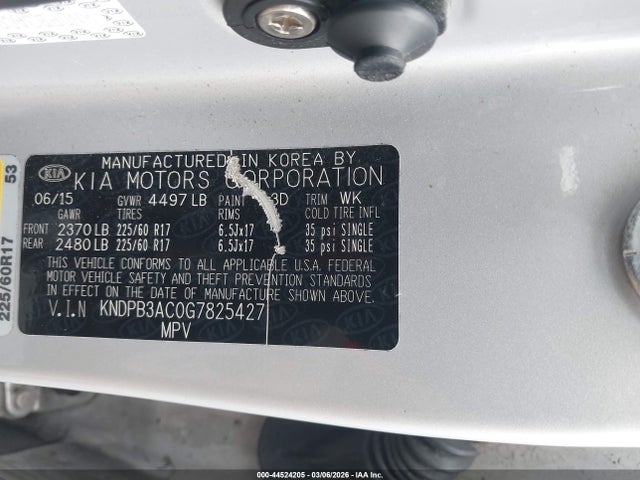 KIA MANUFACTURED IN KOREA BY
KIA MOTORS CORPORATION
06/15 GVWR 4497 LB PAINT 3D TRIM WK
GAWR TIRES RIMS COLD TIRE INFL
FRONT 2370 LB 225/60 R17 6.5Jx17 35 psi SINGLE
REAR 2480 LB 225/60 R17 6.5Jx17 35 psi SINGLE
THIS VEHICLE CONFORMS TO ALL APPLICABLE U.S.A. FEDERAL
MOTOR VEHICLE SAFETY AND THEFT PREVENTION STANDARDS
IN EFFECT ON THE DATE OF MANUFACTURE SHOWN ABOVE.
V.I.N KNDPB3AC0G7825427
MPV
225/60R17 53
000-44524205 - 03/06/2026 - IAA Inc.